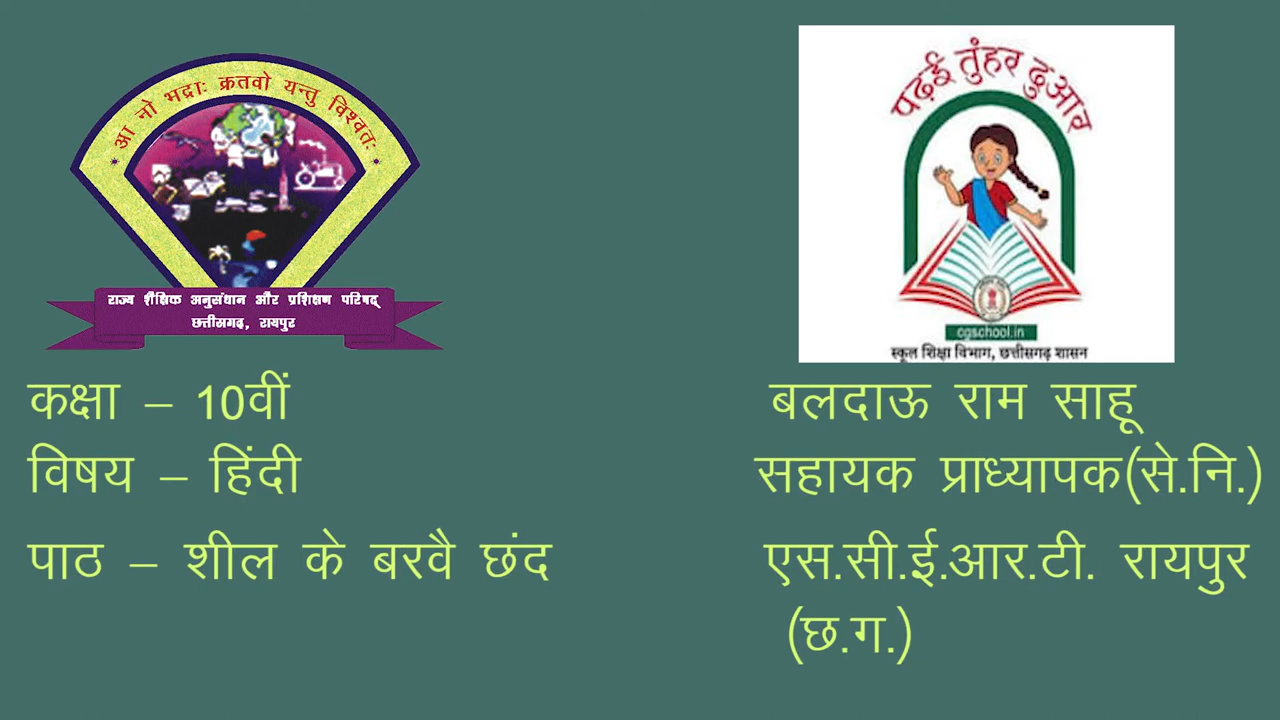 आ नो भद्राः क्रतवो यन्तु विश्वतः
राज्य शैक्षिक अनुसंधान और प्रशिक्षण परिषद्
छत्तीसगढ़, रायपुर
पढ़ई तुंहर दुआर
cgschool.in
स्कूल शिक्षा विभाग, छत्तीसगढ़ शासन
कक्षा – 10वीं
विषय – हिंदी
पाठ – शील के बरवै छंद
बलदाऊ राम साहू
सहायक प्राध्यापक(से.नि.)
एस.सी.ई.आर.टी. रायपुर
(छ.ग.)